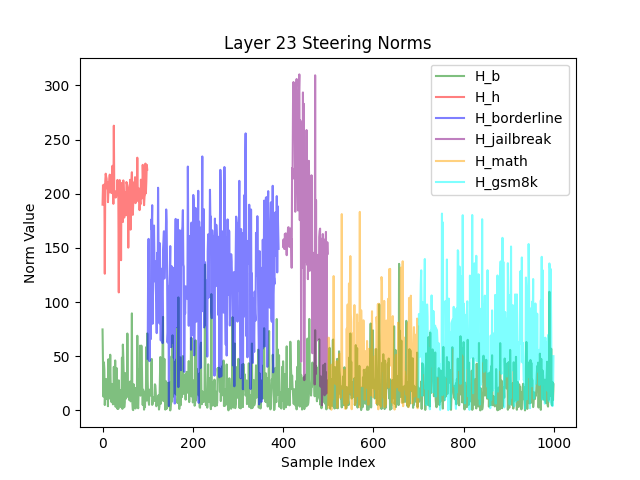 Layer 23 Steering Norms
Norm Value
300
250
200
150
100
50
0
H_b
H_h
H_borderline
H_jailbreak
H_math
H_gsm8k
0
200
400
600
800
1000
Sample Index